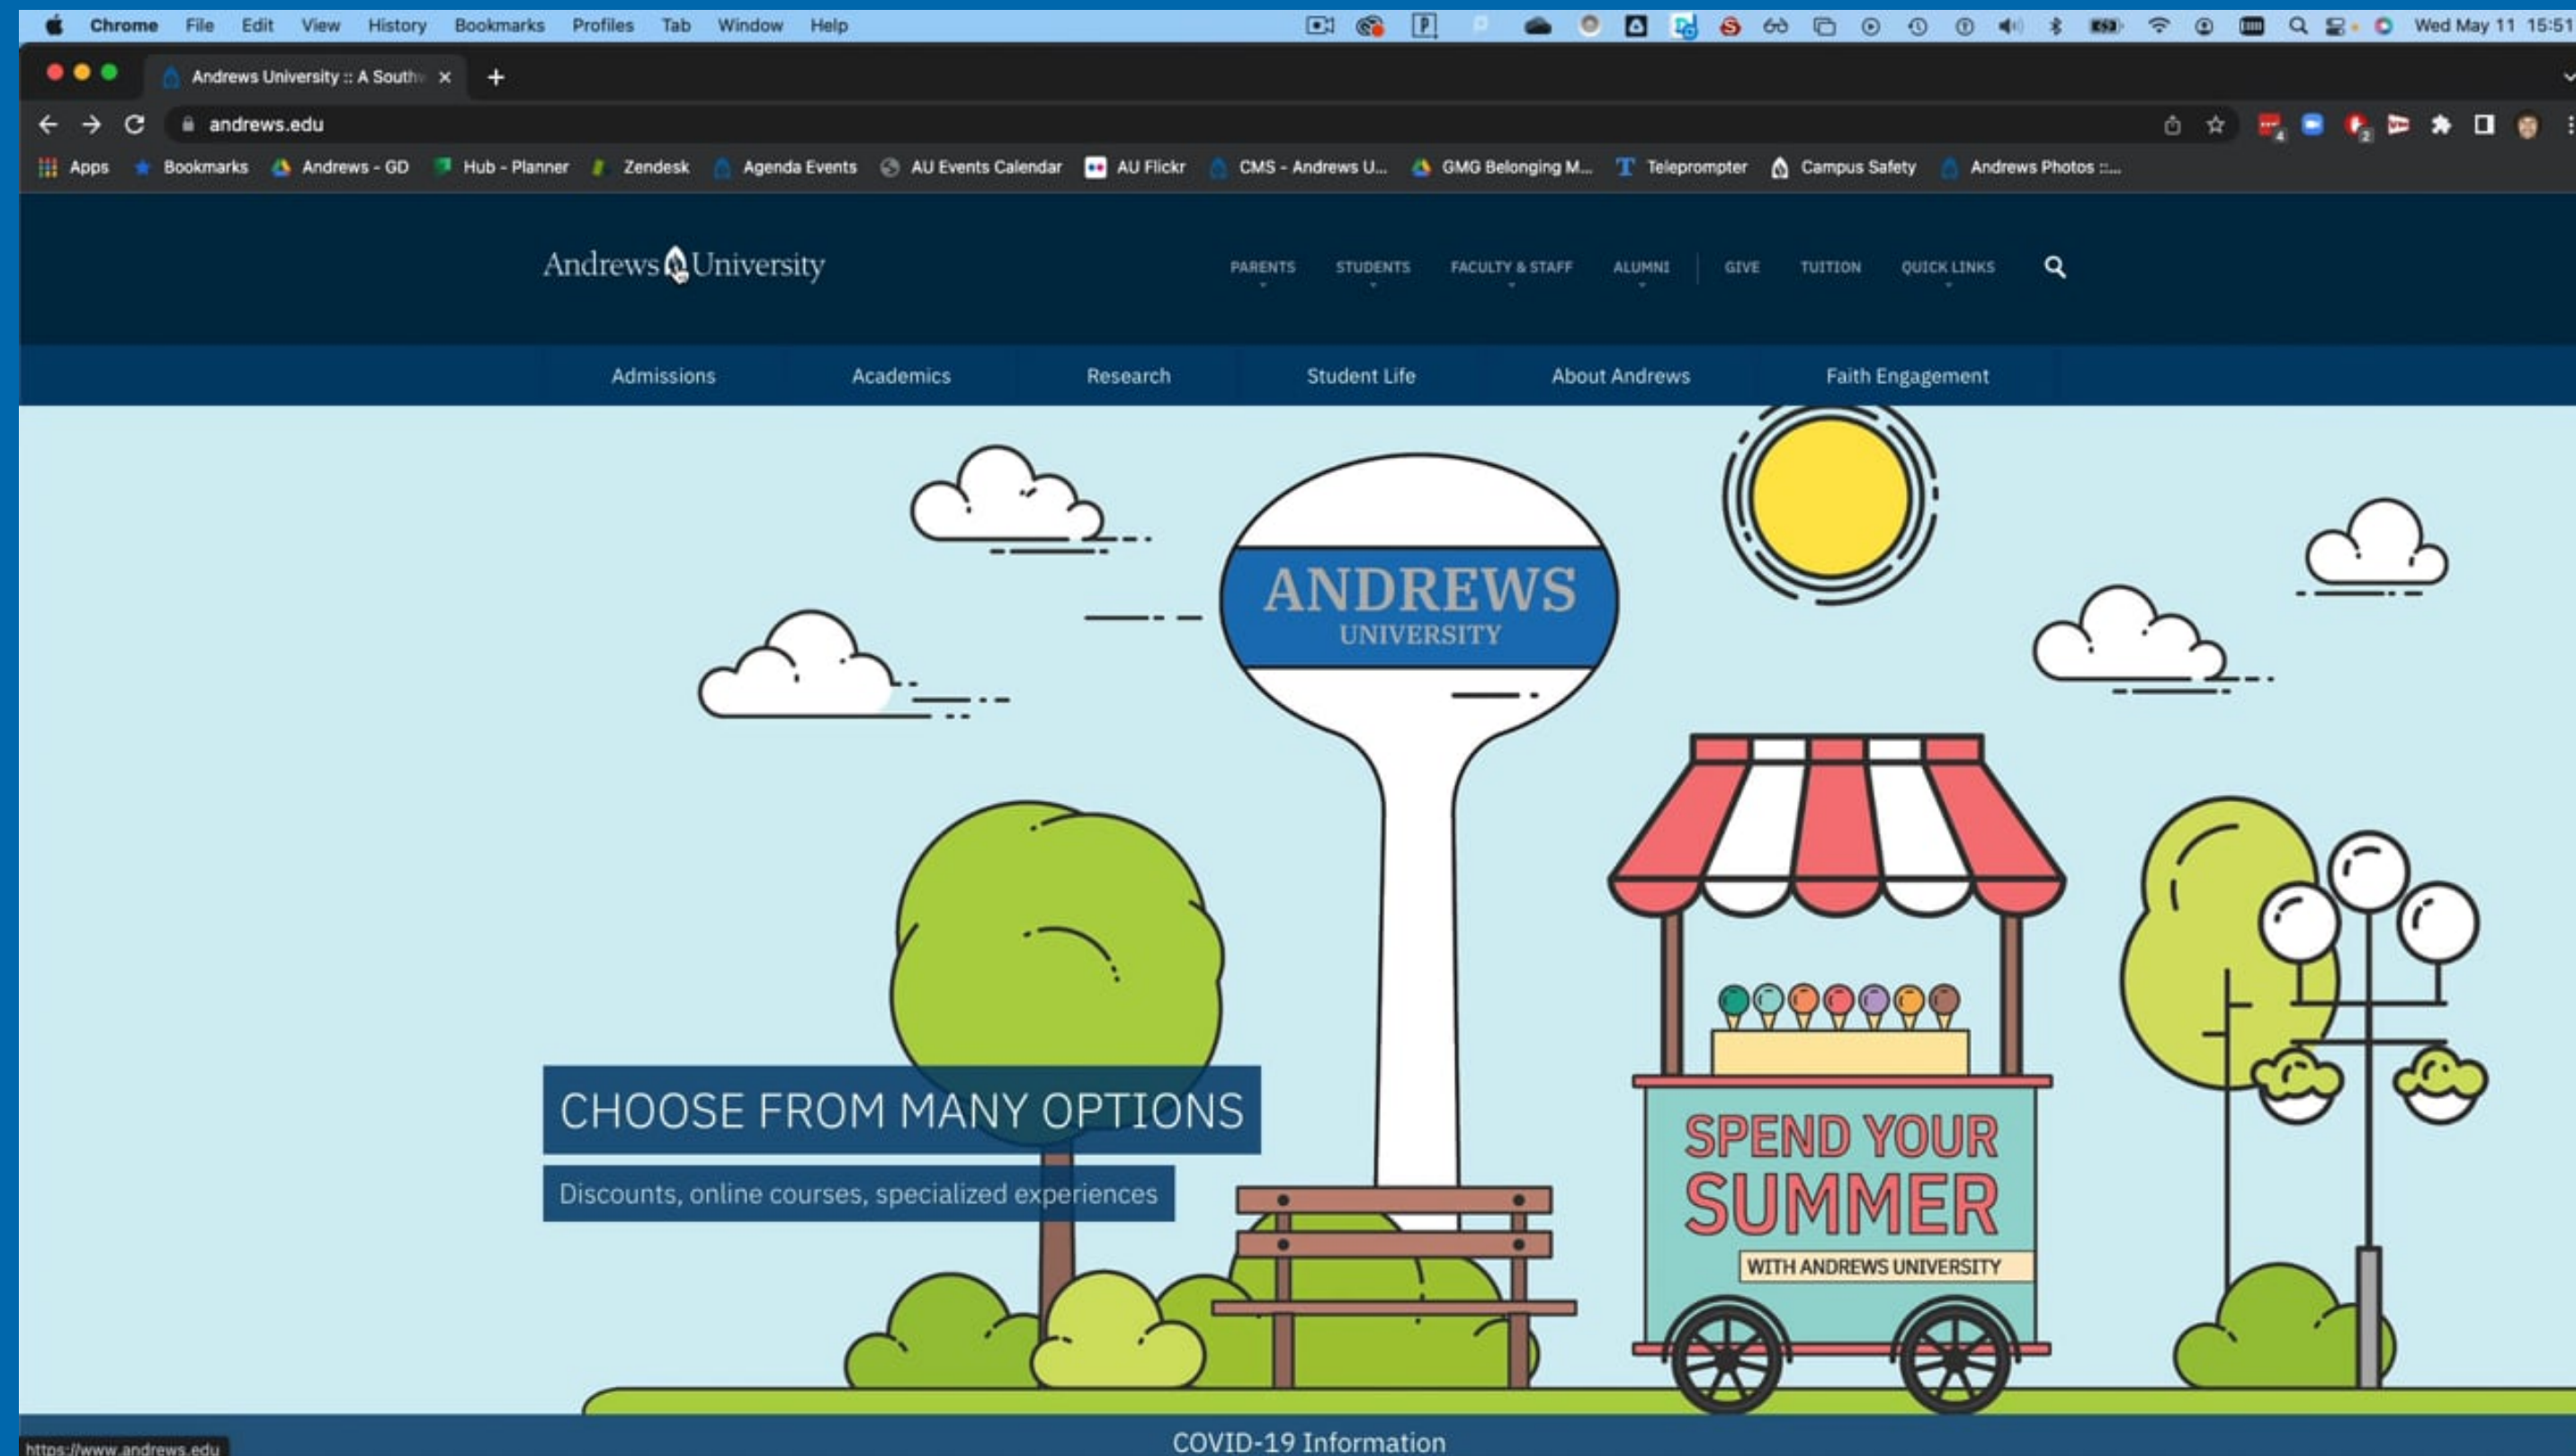 Chrome File Edit View History Bookmarks Profiles Tab Window Help Wed May 11 15:51
Andrews University :: A South
andrews.edu
Apps Bookmarks Andrews - GD Hub - Planner Zendesk Agenda Events AU Events Calendar AU Flickr CMS - Andrews U... GMG Belonging M... Teleprompter Campus Safety Andrews Photos ::...
Andrews University PARENTS STUDENTS FACULTY & STAFF ALUMNI GIVE TUITION QUICK LINKS
Admissions Academics Research Student Life About Andrews Faith Engagement
ANDREWS
UNIVERSITY
CHOOSE FROM MANY OPTIONS
Discounts, online courses, specialized experiences
SPEND YOUR
SUMMER
WITH ANDREWS UNIVERSITY
COVID-19 Information
https://www.andrews.edu